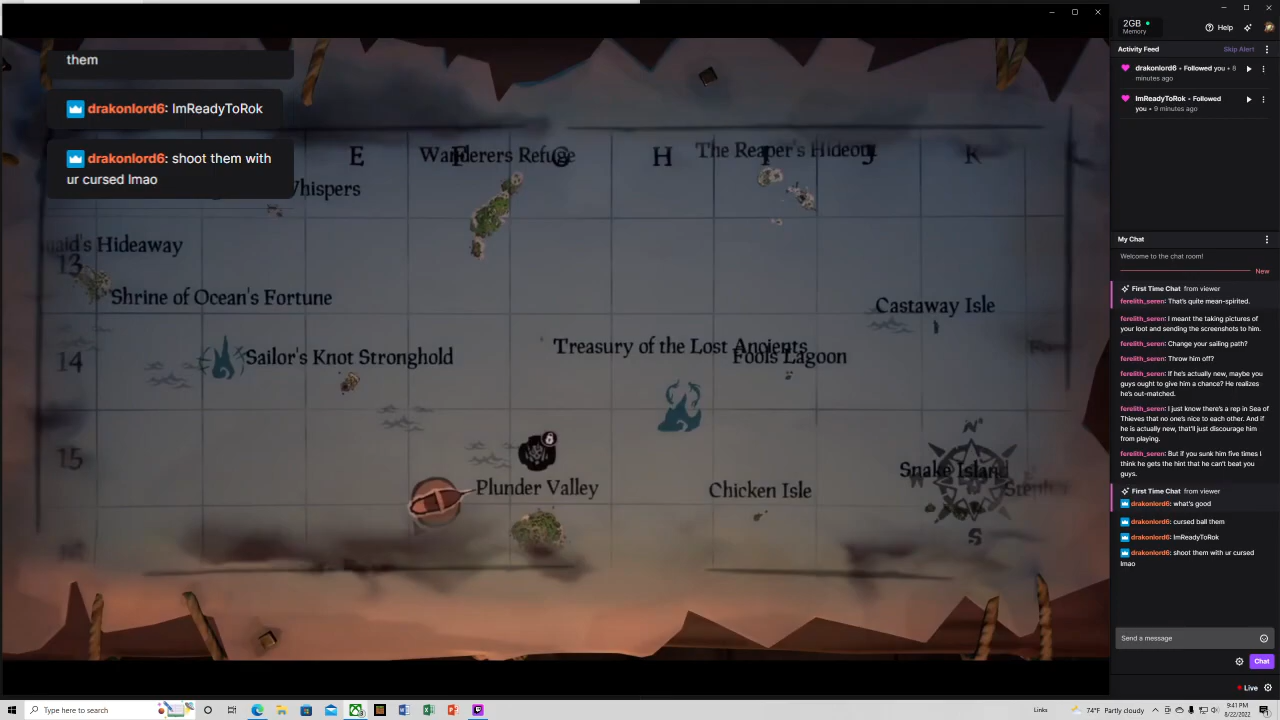 them
drakonlord6: ImReadyToRok
drakonlord6: shoot them with
ur cursed lmao
E
F
G
H
I
J
K
Wanderers Refuge
The Reaper's Hideout
Whispers
13
Shrine of Ocean's Fortune
Castaway Isle
14
Sailor's Knot Stronghold
Treasury of the Lost Ancients
Fools Lagoon
15
Plunder Valley
Chicken Isle
Snake Island
N
S
2GB
Memory
Help
Activity Feed
Skip Alert
drakonlord6 • Followed you • 8
minutes ago
ImReadyToRok • Followed
you • 9 minutes ago
My Chat
Welcome to the chat room!
New
First Time Chat from viewer
ferelith_seren: That's quite mean-spirited.
ferelith_seren: I meant the taking pictures of
your loot and sending the screenshots to him.
ferelith_seren: Change your sailing path?
ferelith_seren: Throw him off?
ferelith_seren: If he's actually new, maybe you
guys ought to give him a chance? He realizes
he's out-matched.
ferelith_seren: I just know there's a rep in Sea of
Thieves that no one's nice to each other. And if
he is actually new, that'll just discourage him
from playing.
ferelith_seren: But if you sunk him five times I
think he gets the hint that he can't beat you
guys.
First Time Chat from viewer
drakonlord6: what's good
drakonlord6: cursed ball them
drakonlord6: ImReadyToRok
drakonlord6: shoot them with ur cursed
lmao
Send a message
Chat
Live
Type here to search
Links
74°F Partly cloudy
9:41 PM
8/22/2022